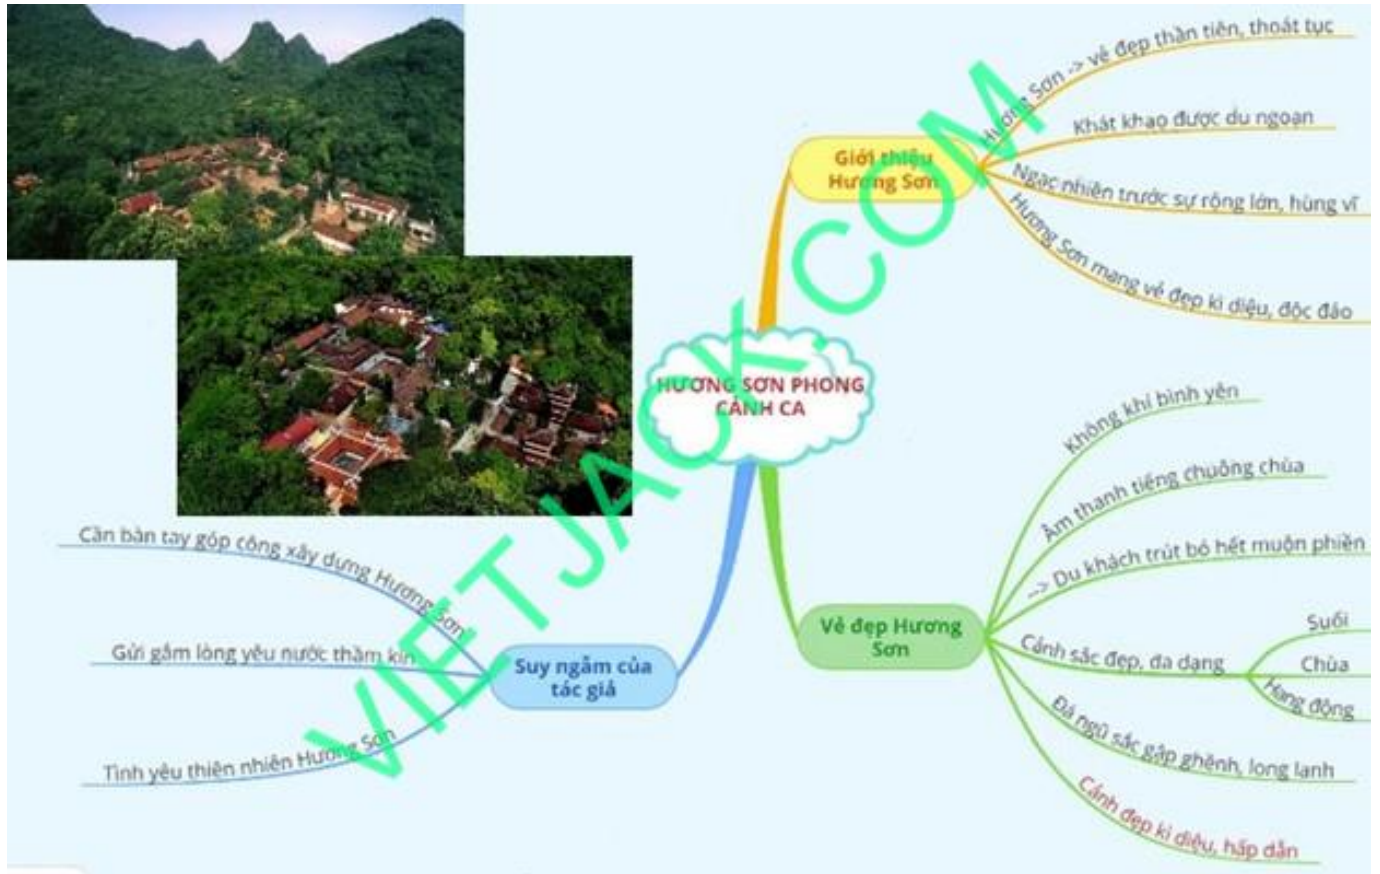 HƯƠNG SƠN PHONG
CẢNH CA
Giới thiệu
Hương Sơn
Hương Sơn -> vẻ đẹp thần tiên, thoát tục
Khát khao được du ngoạn
Ngạc nhiên trước sự rộng lớn, hùng vĩ
Hương Sơn mang vẻ đẹp kì diệu, độc đáo
Vẻ đẹp Hương
Sơn
Không khí bình yên
Âm thanh tiếng chuông chùa
--> Du khách trút bỏ hết muộn phiền
Cảnh sắc đẹp, đa dạng
Suối
Chùa
Hang động
Đá ngũ sắc gập ghềnh, long lanh
Cảnh đẹp kì diệu, hấp dẫn
Suy ngẫm của
tác giả
Cần bàn tay góp công xây dựng Hương Sơn
Gửi gắm lòng yêu nước thầm kín
Tình yêu thiên nhiên Hương Sơn
VIETJACK.COM